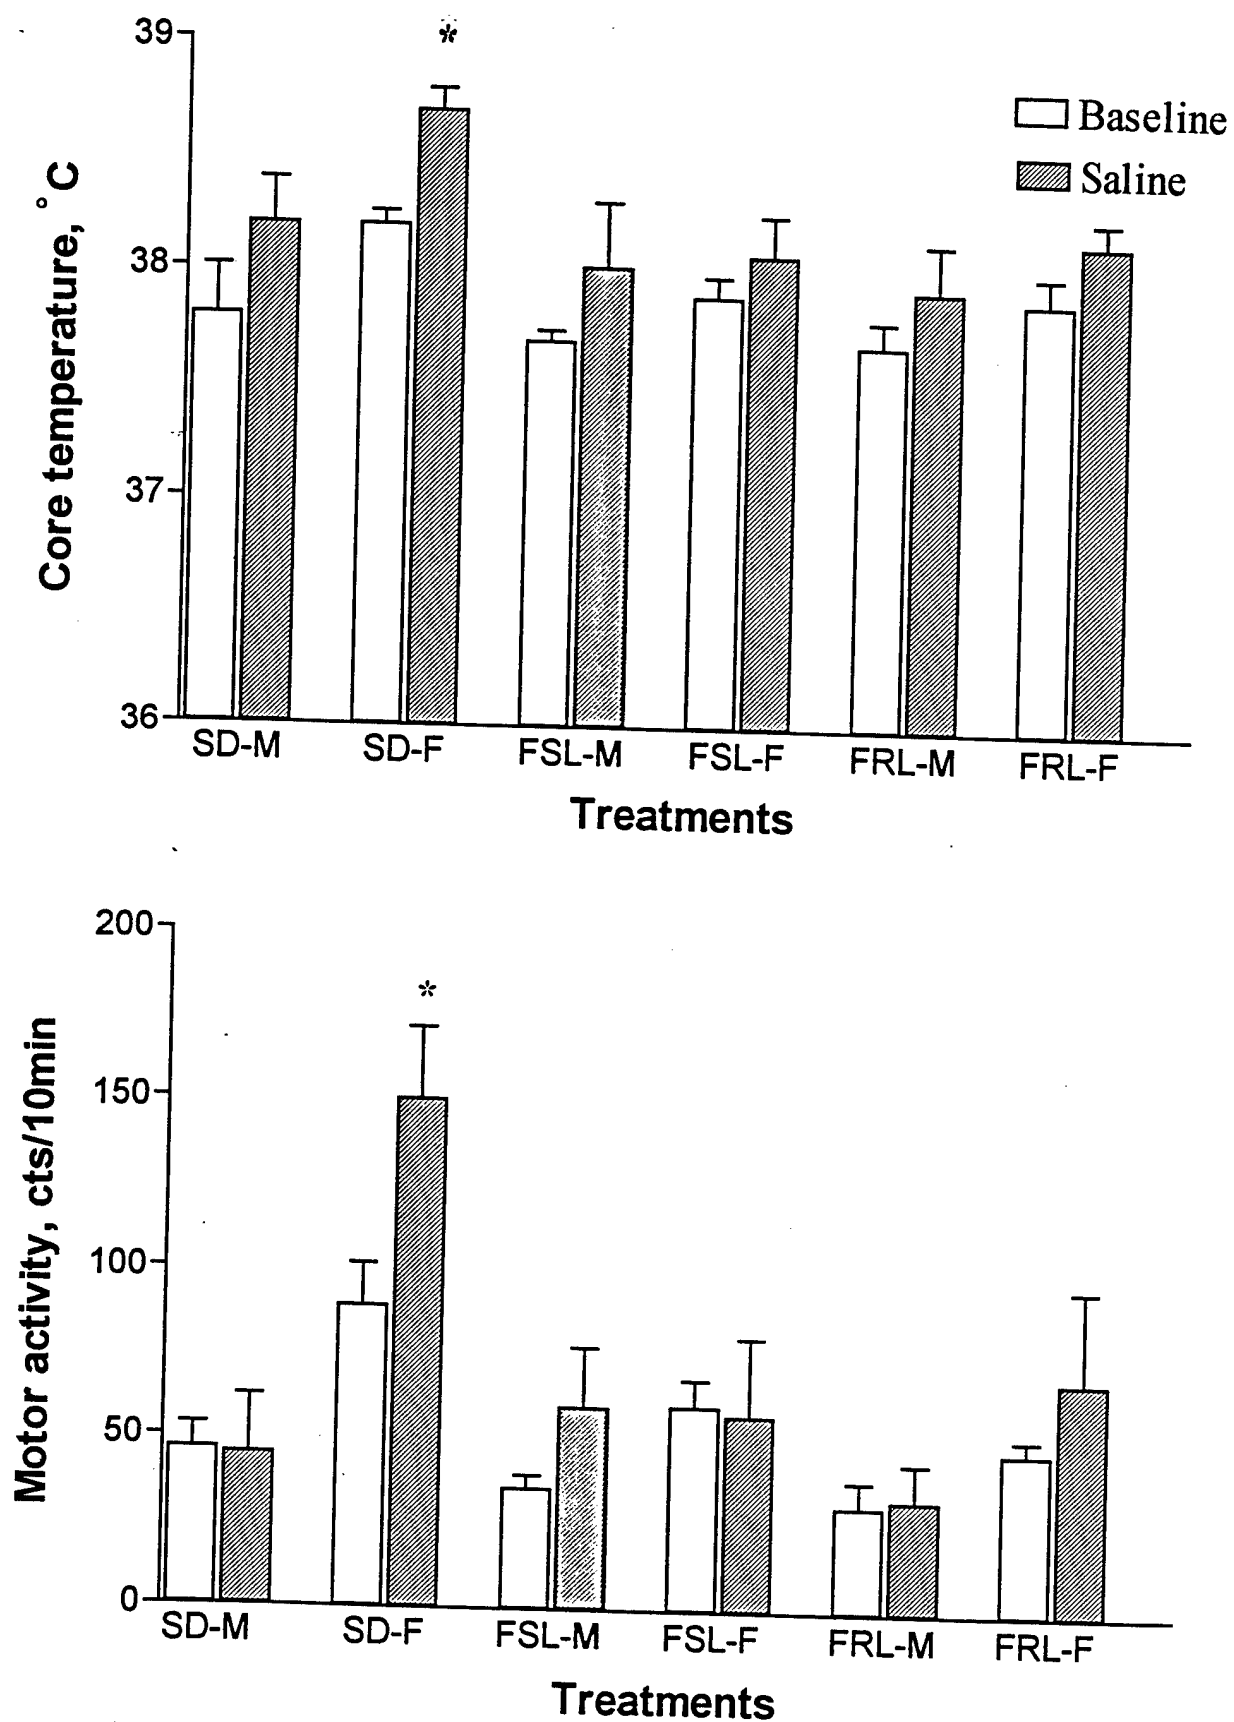 39
*
Baseline
Saline
Core temperature, °C
38
37
36
SD-M SD-F FSL-M FSL-F FRL-M FRL-F
Treatments
200
*
150
Motor activity, cts/10min
100
50
0
SD-M SD-F FSL-M FSL-F FRL-M FRL-F
Treatments